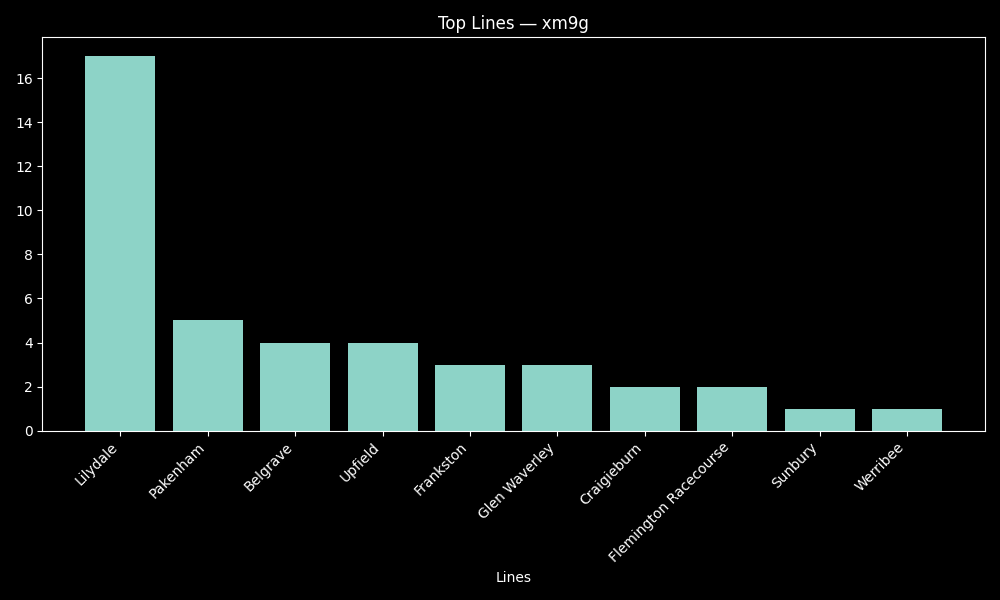 Top Lines — xm9g
16
14
12
10
8
6
4
2
0
Lilydale
Pakenham
Belgrave
Upfield
Frankston
Glen Waverley
Craigieburn
Flemington Racecourse
Sunbury
Werribee
Lines